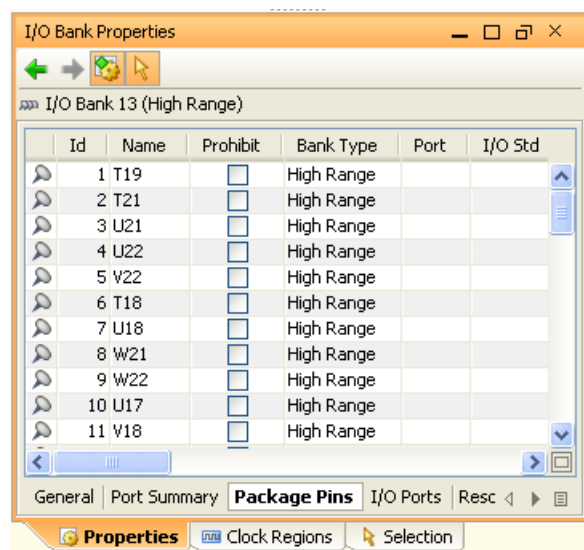 I/O Bank Properties
I/O Bank 13 (High Range)
Id Name Prohibit Bank Type Port I/O Std
1 T19 High Range
2 T21 High Range
3 U21 High Range
4 U22 High Range
5 V22 High Range
6 T18 High Range
7 U18 High Range
8 W21 High Range
9 W22 High Range
10 U17 High Range
11 V18 High Range
General Port Summary Package Pins I/O Ports Resc
Properties Clock Regions Selection